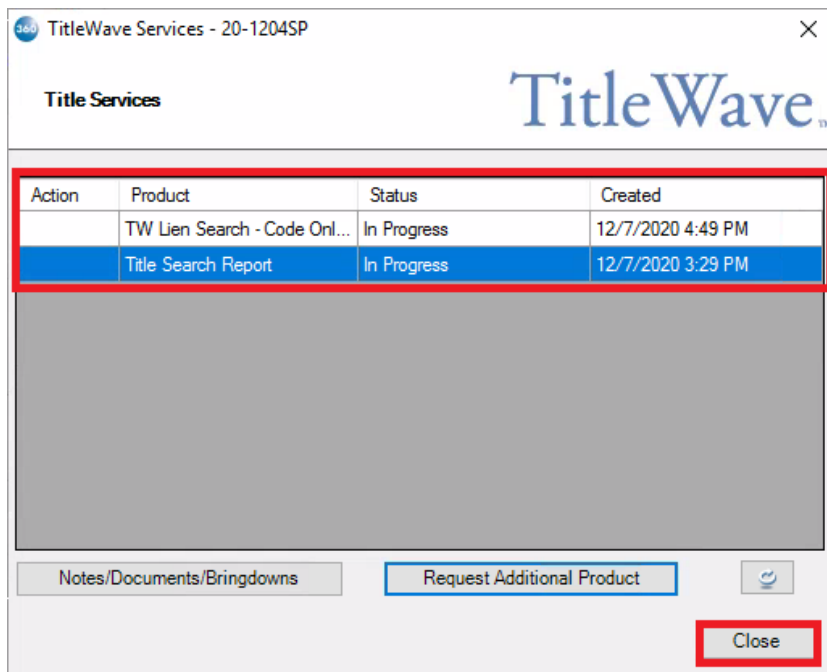 360 TitleWave Services - 20-1204SP
Title Services
TitleWave™
Action Product Status Created
TW Lien Search - Code Onl... In Progress 12/7/2020 4:49 PM
Title Search Report In Progress 12/7/2020 3:29 PM
Notes/Documents/Bringdowns Request Additional Product
Close